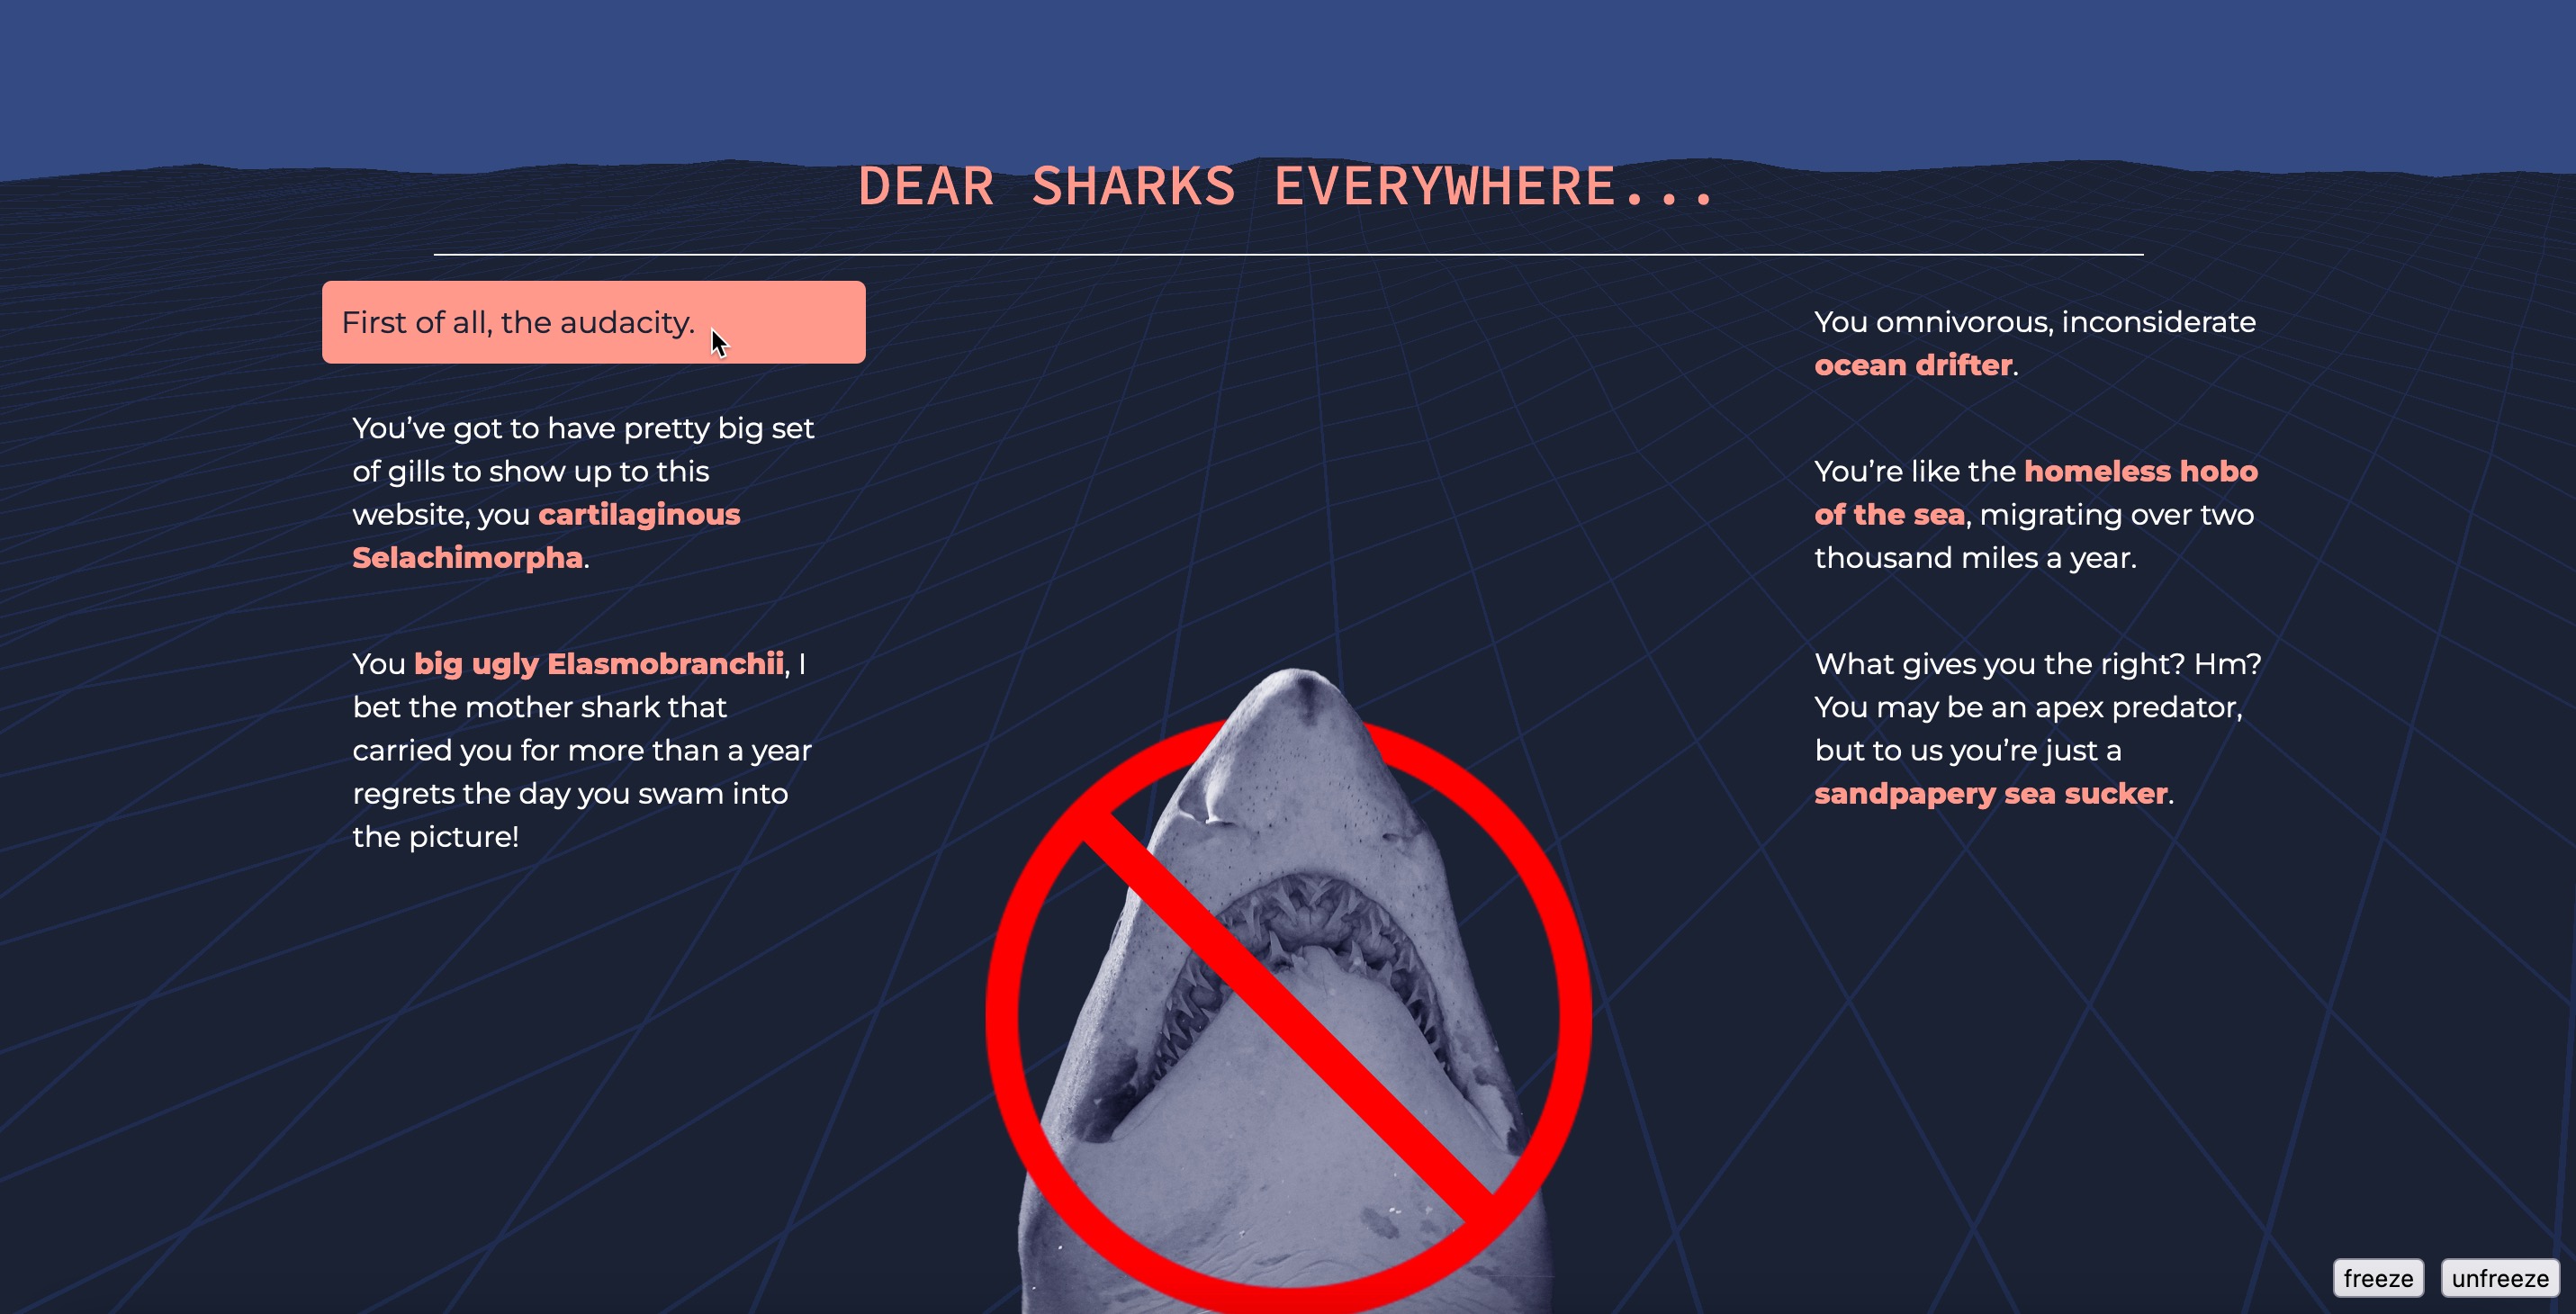 DEAR SHARKS EVERYWHERE...
First of all, the audacity.
You’ve got to have pretty big set
of gills to show up to this
website, you cartilaginous
Selachimorpha.
You big ugly Elasmobranchii, I
bet the mother shark that
carried you for more than a year
regrets the day you swam into
the picture!
You omnivorous, inconsiderate
ocean drifter.
You’re like the homeless hobo
of the sea, migrating over two
thousand miles a year.
What gives you the right? Hm?
You may be an apex predator,
but to us you’re just a
sandpapery sea sucker.
freeze unfreeze